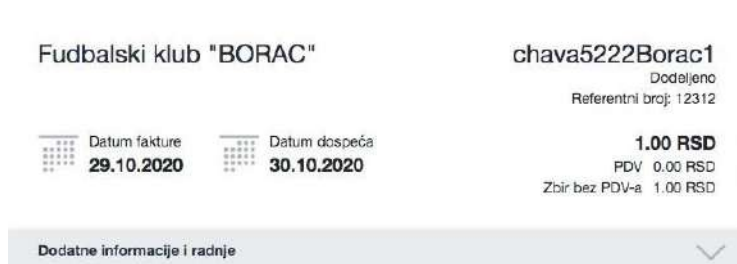 Fudbalski klub "BORAC"
chava5222Borac1
Dodeljeno
Referentni broj: 12312
Datum fakture
29.10.2020
Datum dospeća
30.10.2020
1.00 RSD
PDV 0.00 RSD
Zbir bez PDV-a 1.00 RSD
Dodatne informacije i radnje